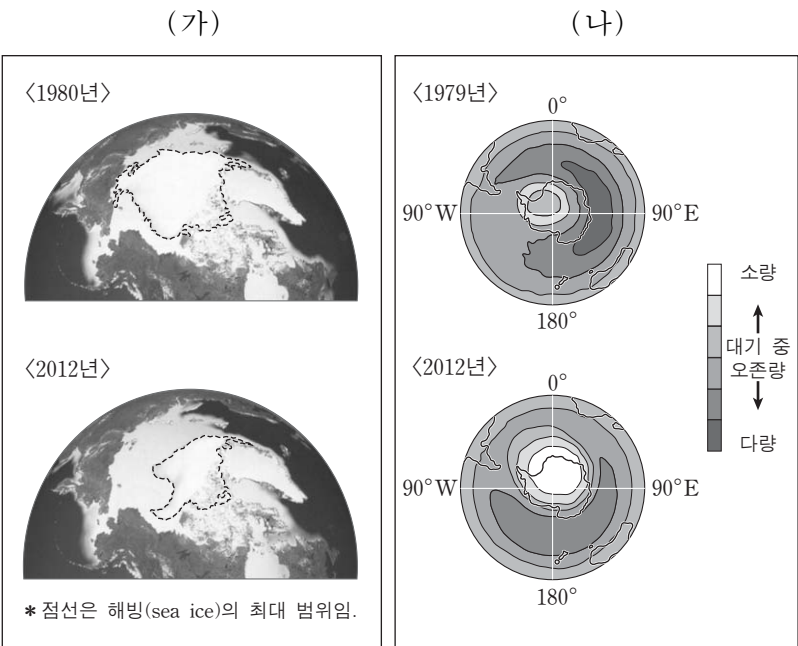 (가)
〈1980년〉
〈2012년〉
* 점선은 해빙(sea ice)의 최대 범위임.
(나)
〈1979년〉
0°
90°W
90°E
180°
〈2012년〉
0°
90°W
90°E
180°
소량
대기 중
오존량
다량